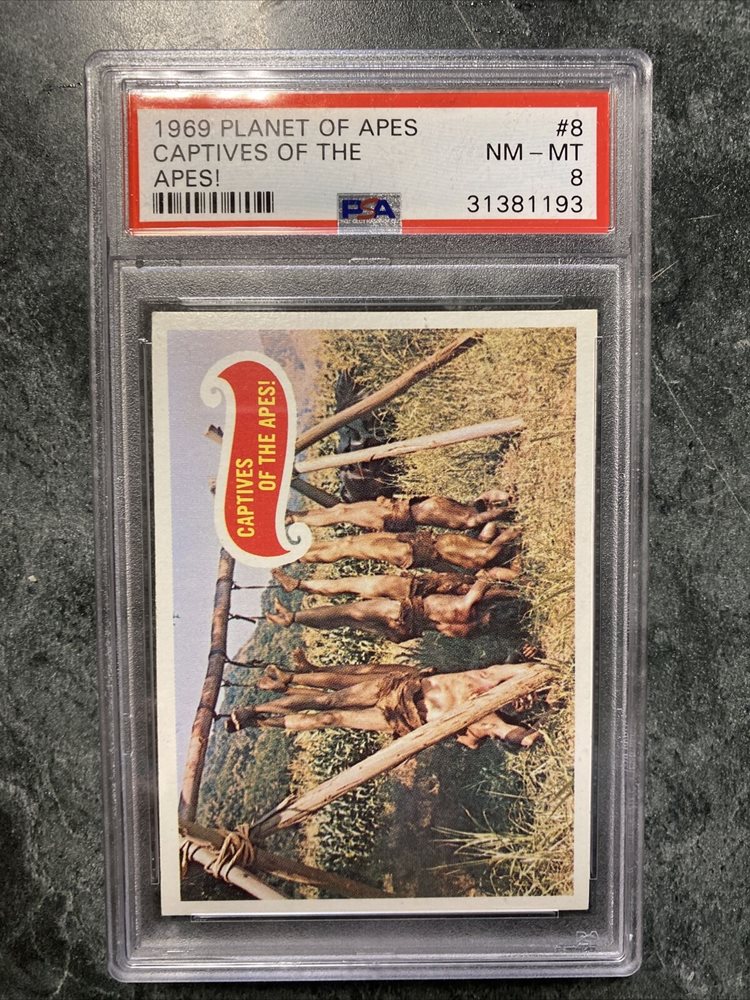 1969 PLANET OF APES #8
CAPTIVES OF THE NM – MT
APES! 8
PSA 31381193
CAPTIVES
OF THE APES!